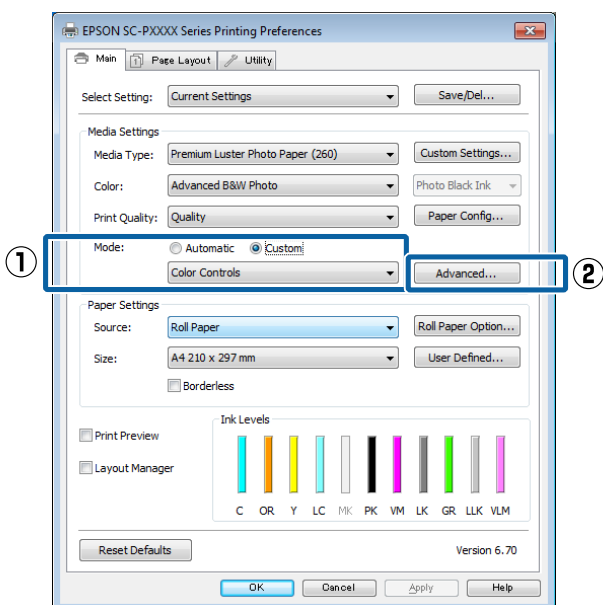 EPSON SC-PXXXX Series Printing Preferences
Main Page Layout Utility
Select Setting: Current Settings Save/Del...
Media Settings
Media Type: Premium Luster Photo Paper (260) Custom Settings...
Color: Advanced B&W Photo Photo Black Ink
Print Quality: Quality Paper Config...
Mode: Automatic Custom
① Color Controls Advanced... ②
Paper Settings
Source: Roll Paper Roll Paper Option...
Size: A4 210 x 297 mm User Defined...
Borderless
Ink Levels
Print Preview
Layout Manager
C OR Y LC MK PK VM LK GR LLK VLM
Reset Defaults Version 6.70
OK Cancel Apply Help